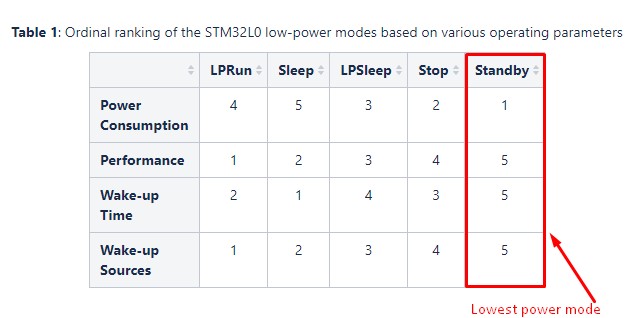 Table 1: Ordinal ranking of the STM32L0 low-power modes based on various operating parameters
LPRun Sleep LPSleep Stop Standby
Power Consumption 4 5 3 2 1
Performance 1 2 3 4 5
Wake-up Time 2 1 4 3 5
Wake-up Sources 1 2 3 4 5
Lowest power mode